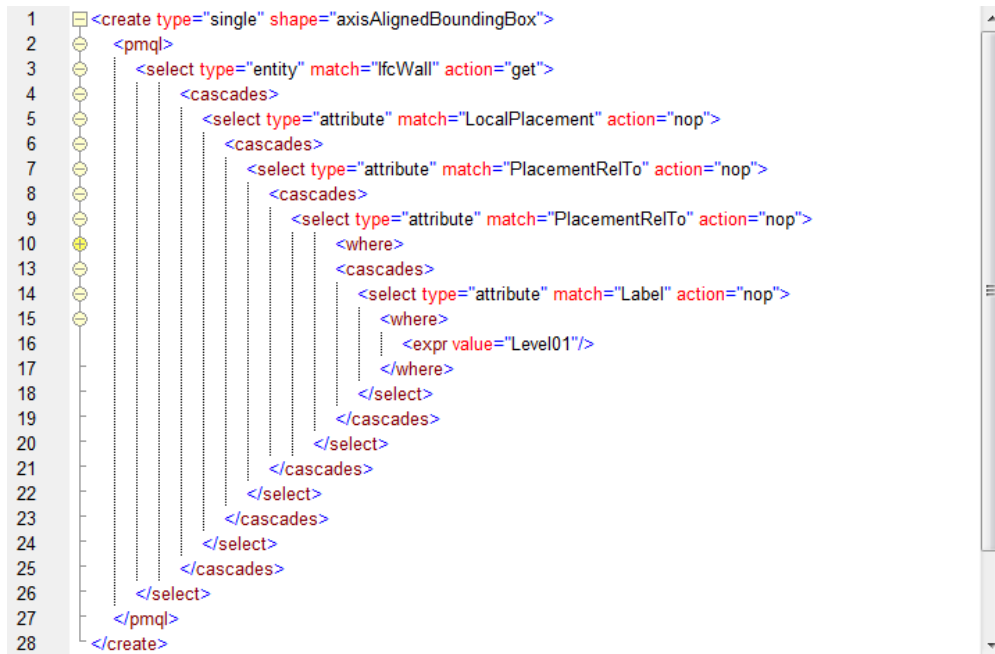 1 <create type="single" shape="axisAlignedBoundingBox">
2 <pmql>
3 <select type="entity" match="IfcWall" action="get">
4 <cascades>
5 <select type="attribute" match="LocalPlacement" action="nop">
6 <cascades>
7 <select type="attribute" match="PlacementRelTo" action="nop">
8 <cascades>
9 <select type="attribute" match="PlacementRelTo" action="nop">
10 <where>
13 <cascades>
14 <select type="attribute" match="Label" action="nop">
15 <where>
16 <expr value="Level01"/>
17 </where>
18 </select>
19 </cascades>
20 </select>
21 </cascades>
22 </select>
23 </cascades>
24 </select>
25 </cascades>
26 </select>
27 </pmql>
28 </create>